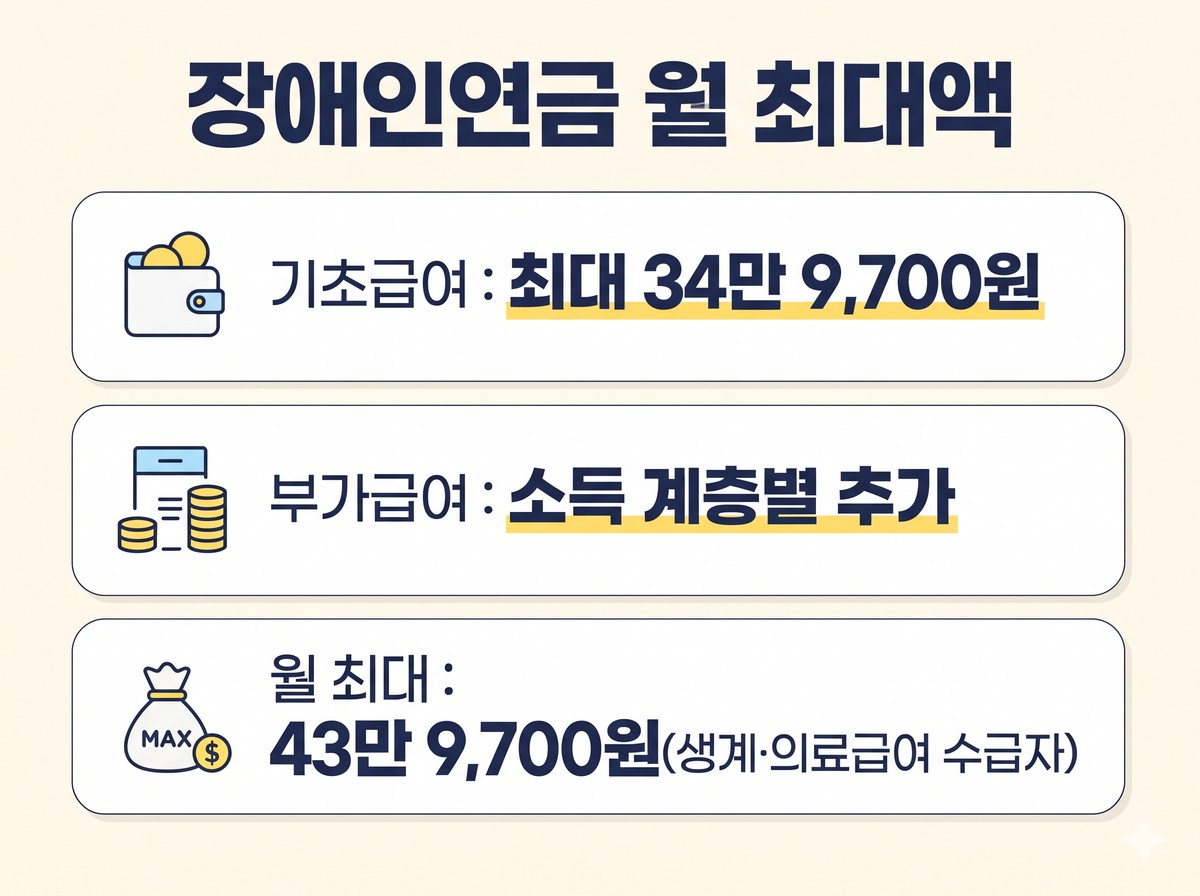 장애인연금 월 최대액
기초급여 : 최대 34만 9,700원
부가급여 : 소득 계층별 추가
월 최대 :
MAX $
43만 9,700원(생계·의료급여 수급자)